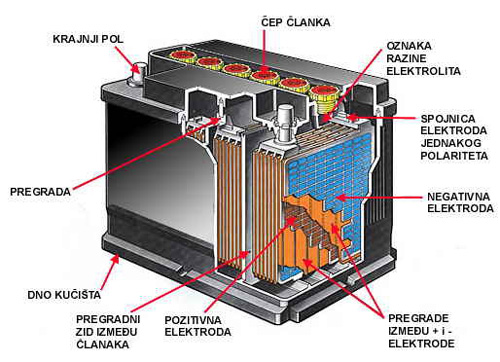 ČEP ČLANKA
KRAJNJI POL
OZNAKA
RAZINE
ELEKTROLITA
SPOJNICA
ELEKTRODA
JEDNAKOG
POLARITETA
PREGRADA
NEGATIVNA
ELEKTRODA
DNO KUČIŠTA
PREGRADNI
ZID IZMEĐU
ČLANAKA
POZITIVNA
ELEKTRODA
PREGRADE
IZMEĐU + i -
ELEKTRODE